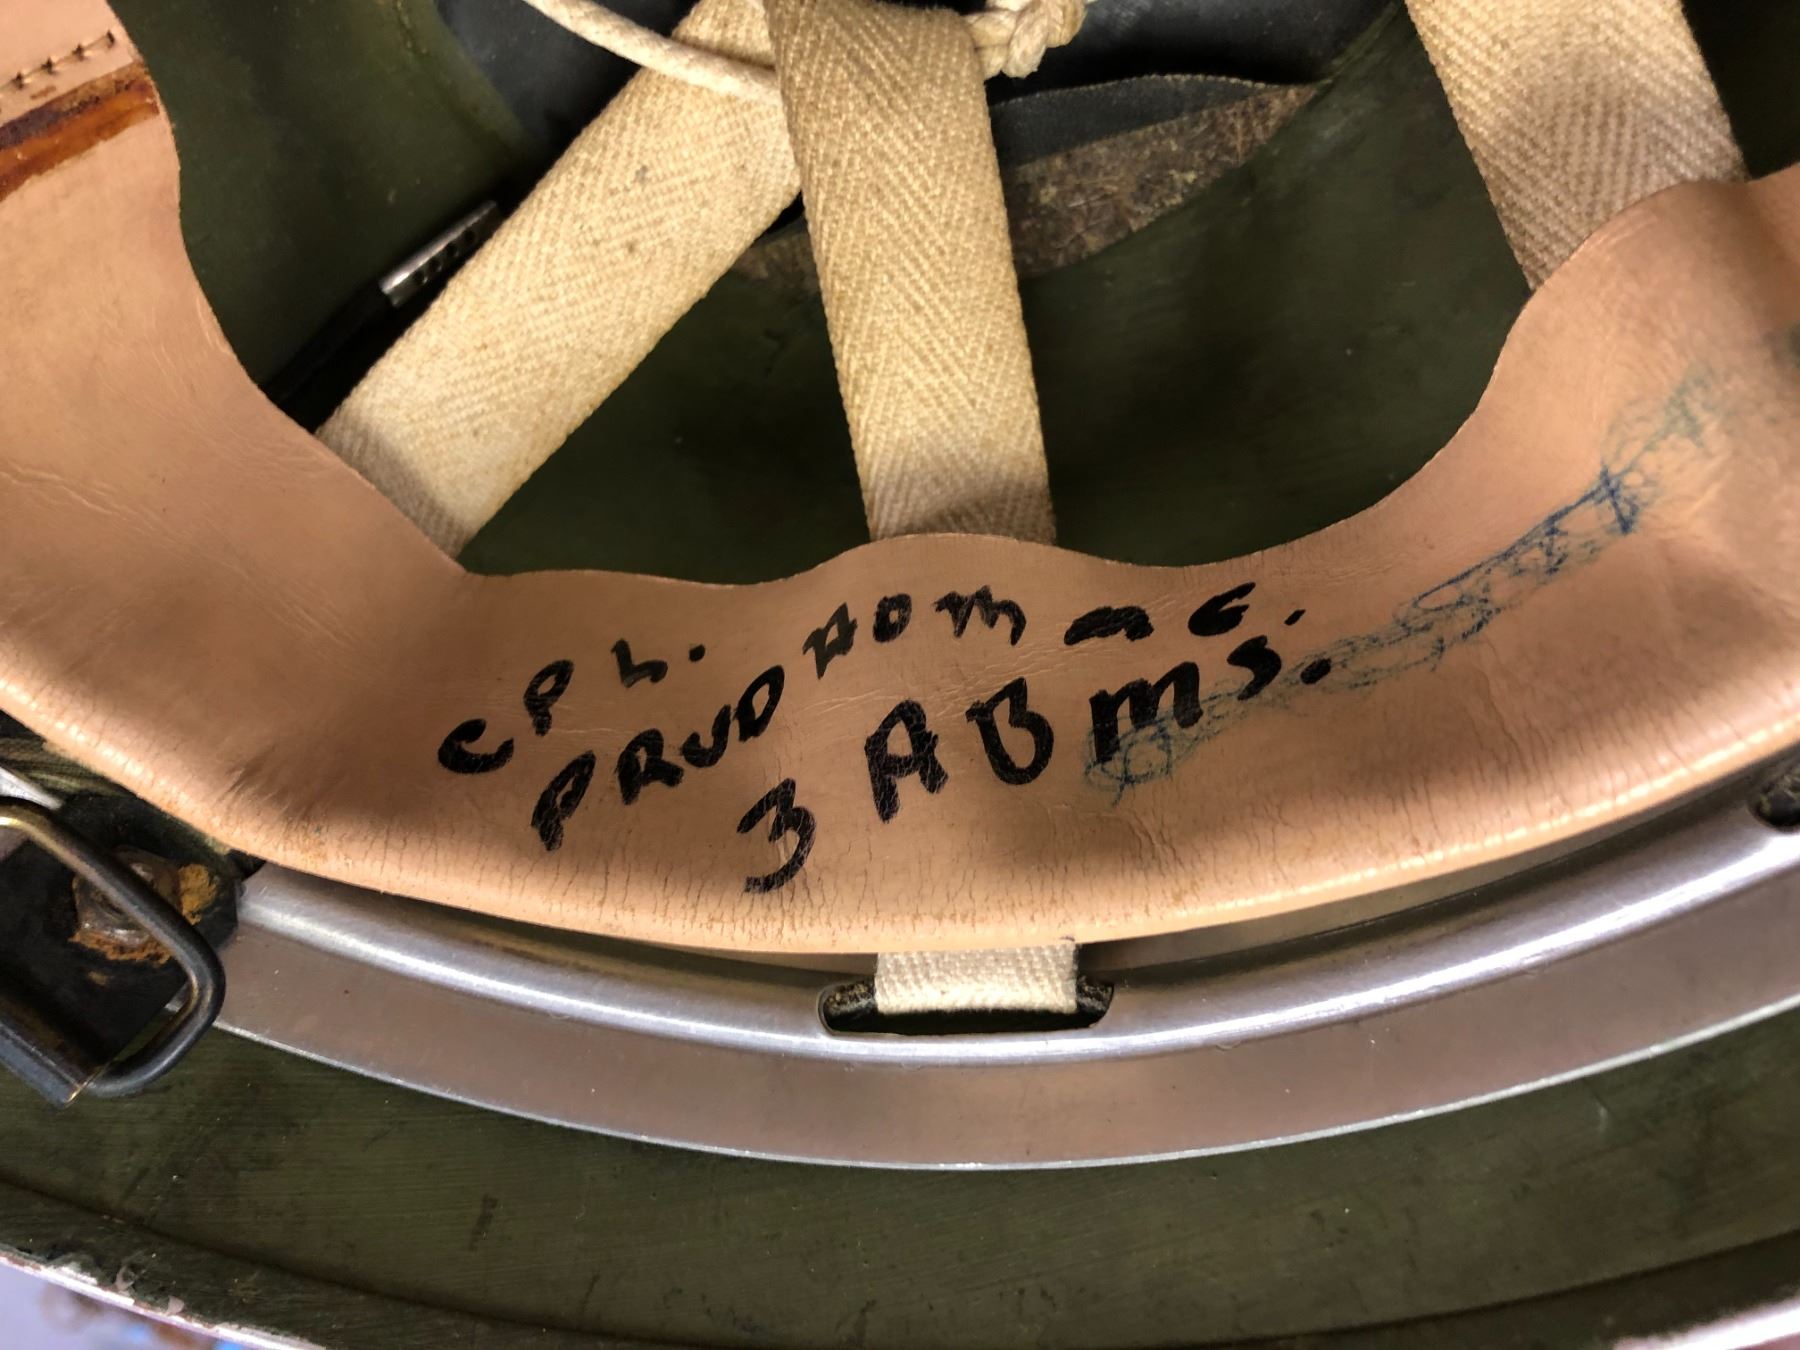 CPL.
PRUDHOMME.
3 ABMS.